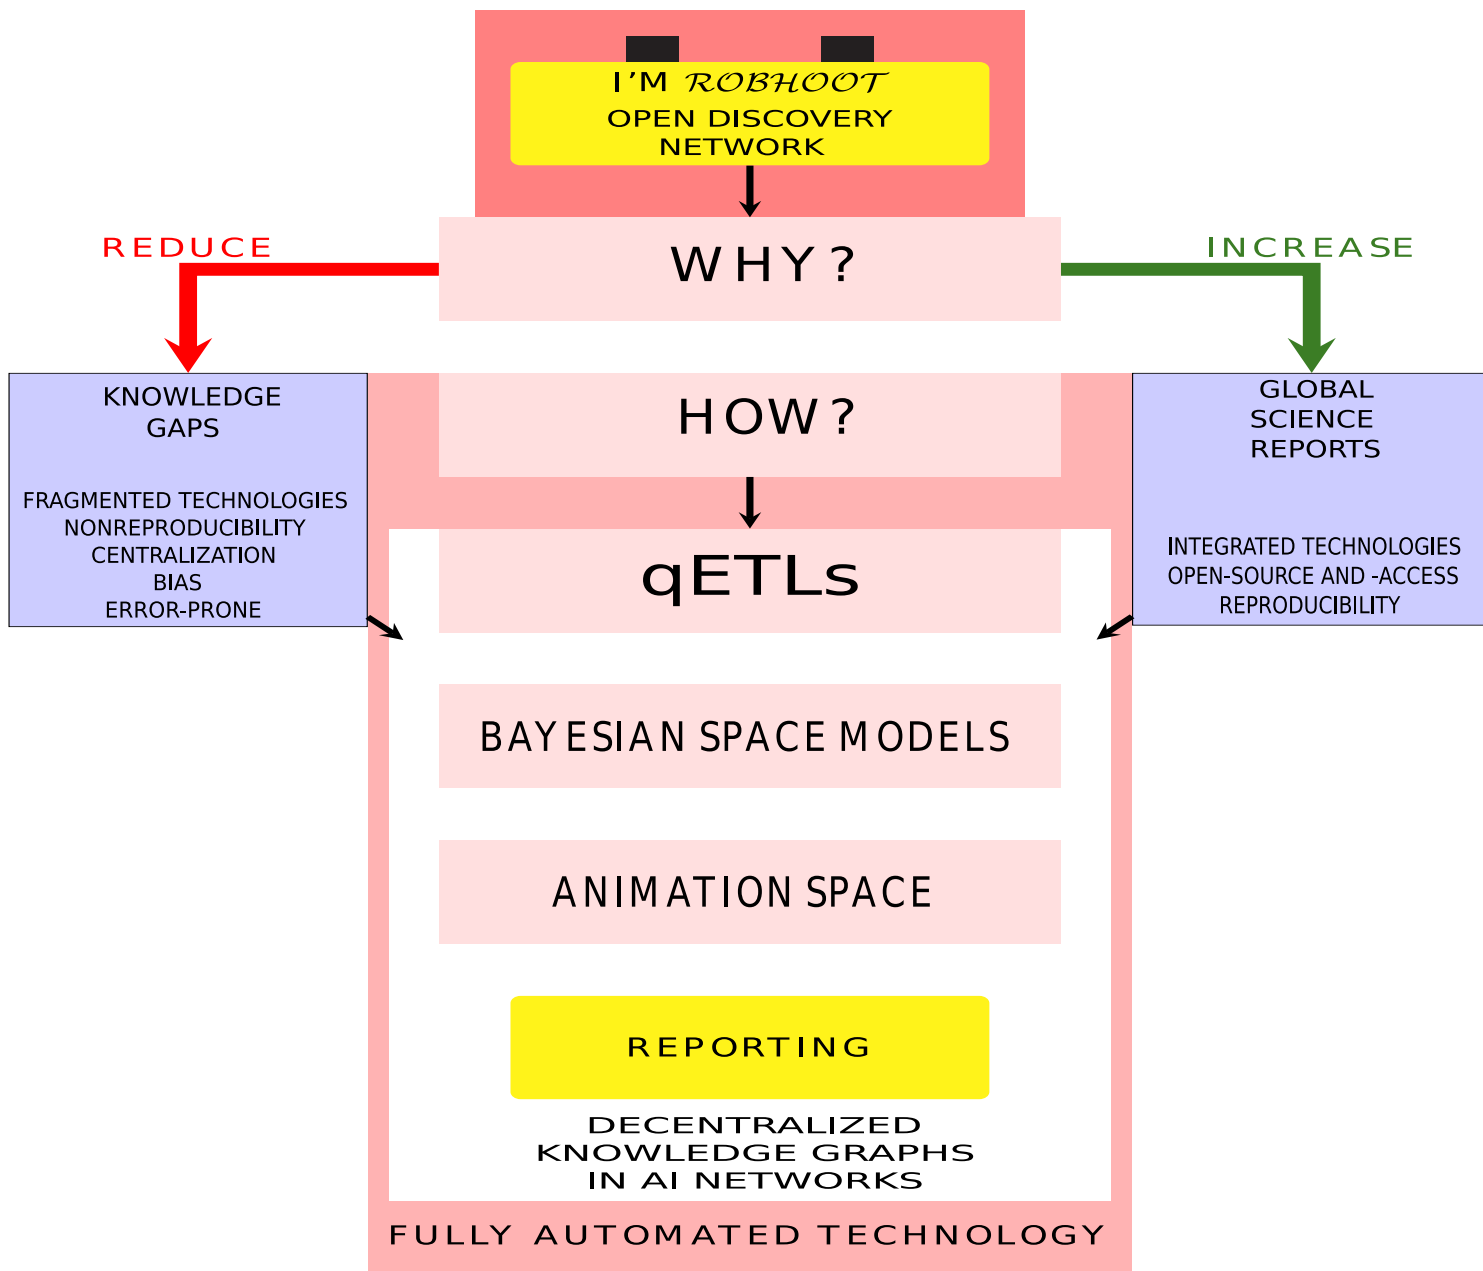 I'M ROBHOOT
OPEN DISCOVERY
NETWORK
REDUCE
WHY?
INCREASE
KNOWLEDGE
GAPS
FRAGMENTED TECHNOLOGIES
NONREPRODUCIBILITY
CENTRALIZATION
BIAS
ERROR-PRONE
HOW?
GLOBAL
SCIENCE
REPORTS
INTEGRATED TECHNOLOGIES
OPEN-SOURCE AND -ACCESS
REPRODUCIBILITY
qETLs
BAYESIAN SPACE MODELS
ANIMATION SPACE
REPORTING
DECENTRALIZED
KNOWLEDGE GRAPHS
IN AI NETWORKS
FULLY AUTOMATED TECHNOLOGY